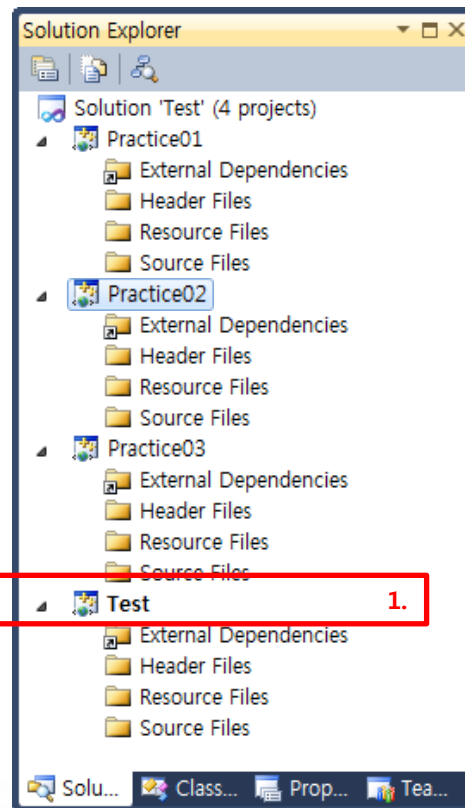 Solution Explorer
Solution 'Test' (4 projects)
Practice01
External Dependencies
Header Files
Resource Files
Source Files
Practice02
External Dependencies
Header Files
Resource Files
Source Files
Practice03
External Dependencies
Header Files
Resource Files
Source Files
Test 1.
External Dependencies
Header Files
Resource Files
Source Files
Solu... Class... Prop... Tea...